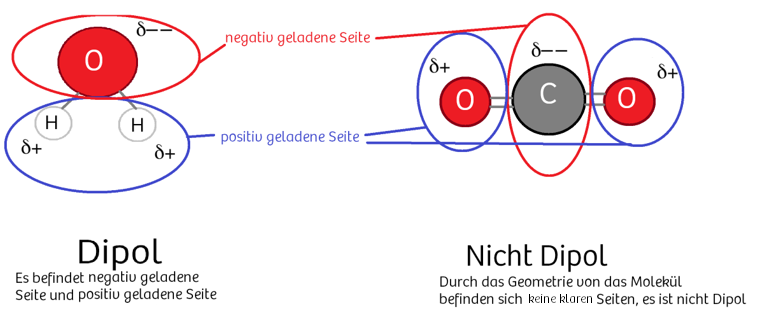 δ−−
negativ geladene Seite
O
H
H
δ+
δ+
positiv geladene Seite
δ−−
δ+
δ+
O
C
O
Dipol
Es befindet negativ geladene
Seite und positiv geladene Seite
Nicht Dipol
Durch das Geometrie von das Molekül
befinden sich keine klaren Seiten, es ist nicht Dipol